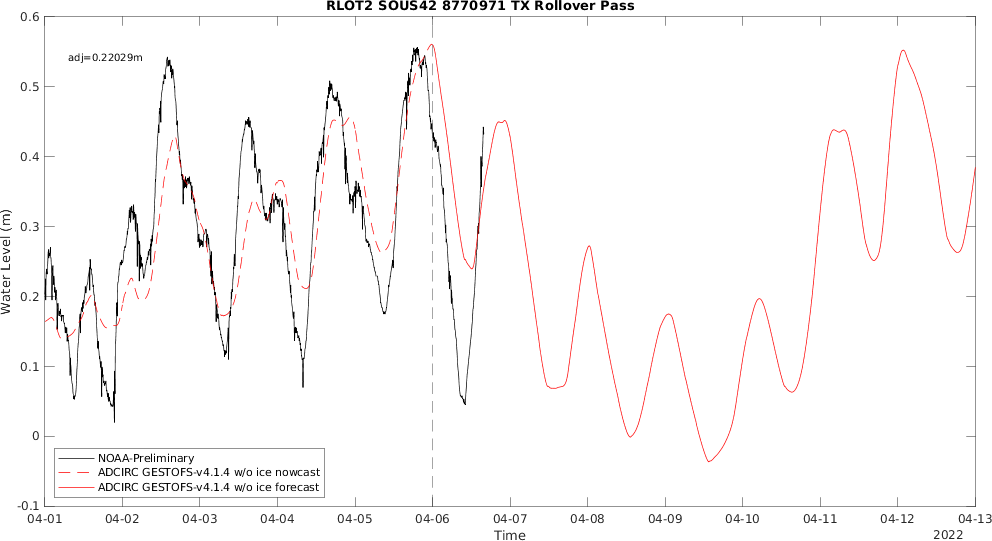 RLOT2 SOUS42 8770971 TX Rollover Pass
adj=0.22029m
Water Level (m)
0.6
0.5
0.4
0.3
0.2
0.1
0
-0.1
NOAA-Preliminary
ADCIRC GESTOFS-v4.1.4 w/o ice nowcast
ADCIRC GESTOFS-v4.1.4 w/o ice forecast
04-01 04-02 04-03 04-04 04-05 04-06 04-07 04-08 04-09 04-10 04-11 04-12 04-13
Time
2022